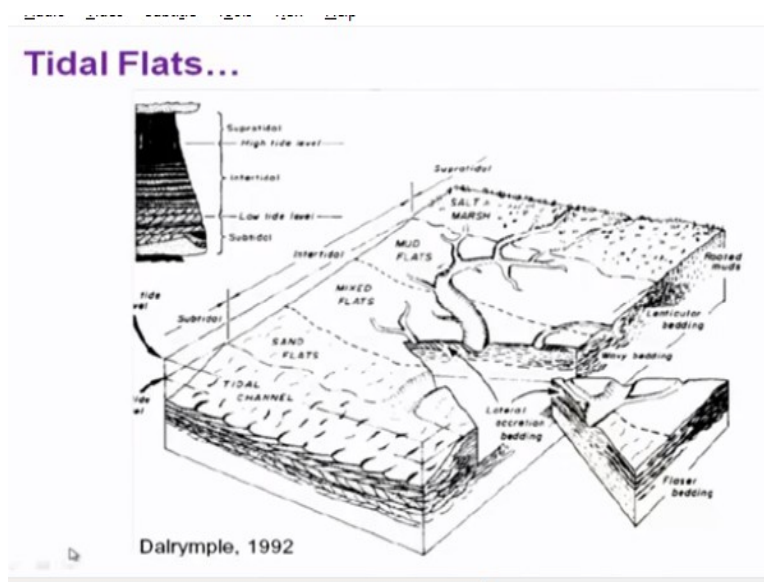 Tidal Flats...
Supratidal
High tide level
Intertidal
Low tide level
Subtidal
Supratidal
SALT
MARSH
Intertidal
MUD
FLATS
Rooted
muds
MIXED
FLATS
tide
Subtidal
Lenticular
bedding
SAND
FLATS
Wavy bedding
TIDAL
CHANNEL
Lateral
accretion
bedding
Flaser
bedding
Dalrymple, 1992